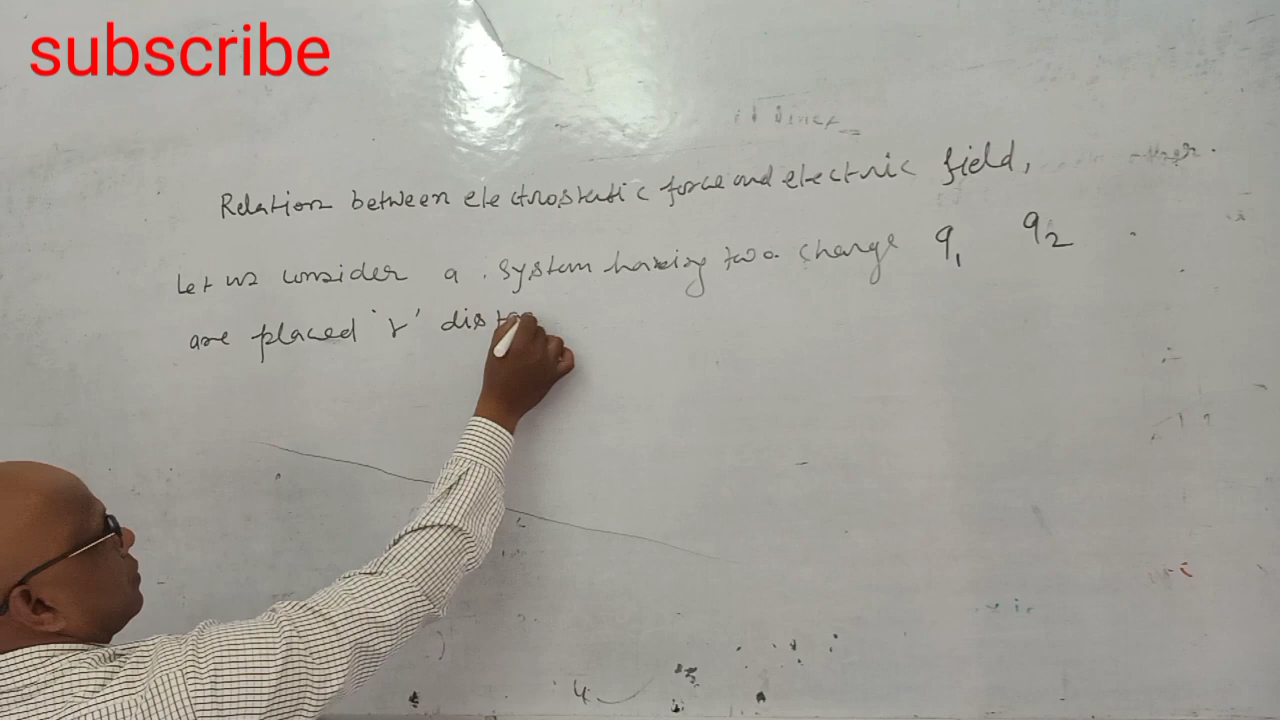 subscribe
Relation between electrostatic force and electric field,
Let us consider a system having two charge q1 q2
are placed 'r' dista